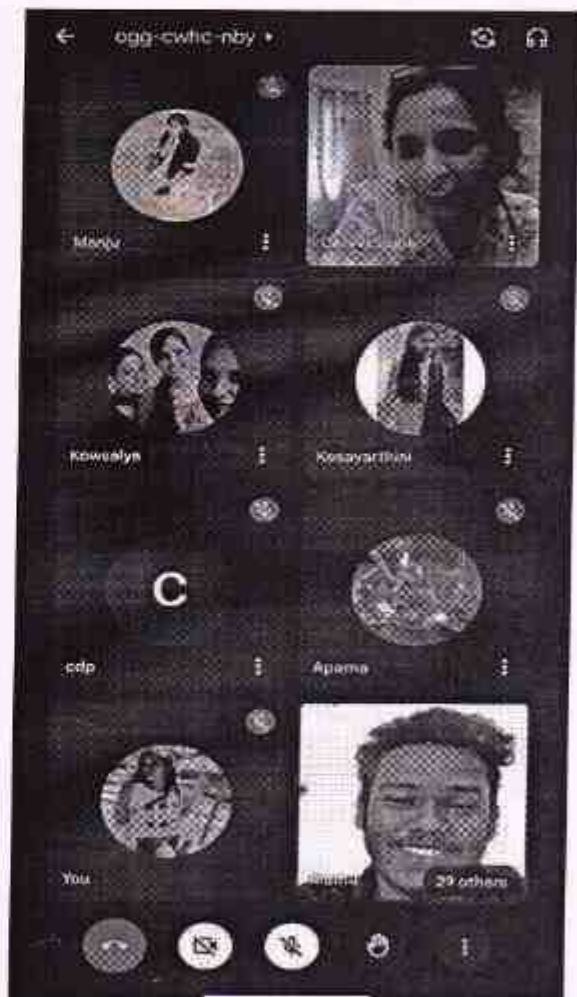 ogg-cwhc-nby
Manju
Kowsalya
Kesavarthini
C
cdp
Aparna
You
29 others